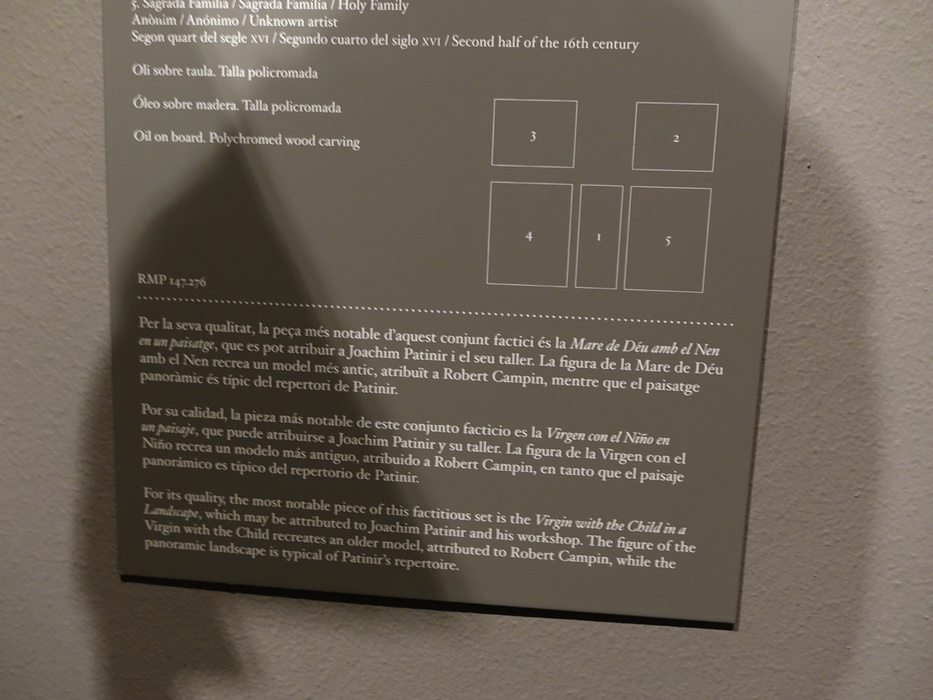 5. Sagrada Família / Sagrada Familia / Holy Family
Anònim / Anónimo / Unknown artist
Segon quart del segle XVI / Segundo cuarto del siglo XVI / Second half of the 16th century
Oli sobre taula. Talla policromada
Óleo sobre madera. Talla policromada
Oil on board. Polychromed wood carving
3
2
4
1
5
RMP 147.276
Per la seva qualitat, la peça més notable d'aquest conjunt factici és la Mare de Déu amb el Nen
en un paisatge, que es pot atribuir a Joachim Patinir i el seu taller. La figura de la Mare de Déu
amb el Nen recrea un model més antic, atribuït a Robert Campin, mentre que el paisatge
panoràmic és típic del repertori de Patinir.
Por su calidad, la pieza más notable de este conjunto facticio es la Virgen con el Niño en
un paisaje, que puede atribuirse a Joachim Patinir y su taller. La figura de la Virgen con el
Niño recrea un modelo más antiguo, atribuido a Robert Campin, en tanto que el paisaje
panorámico es típico del repertorio de Patinir.
For its quality, the most notable piece of this factitious set is the Virgin with the Child in a
Landscape, which may be attributed to Joachim Patinir and his workshop. The figure of the
Virgin with the Child recreates an older model, attributed to Robert Campin, while the
panoramic landscape is typical of Patinir's repertoire.